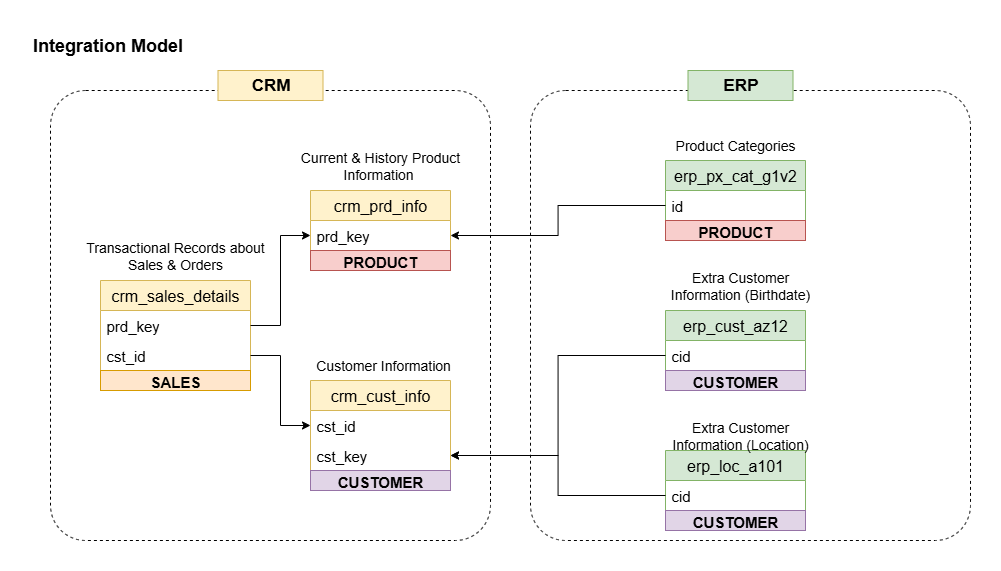 Integration Model
CRM
ERP
Current & History Product
Information
crm_prd_info
prd_key
PRODUCT
Transactional Records about
Sales & Orders
crm_sales_details
prd_key
cst_id
SALES
Customer Information
crm_cust_info
cst_id
cst_key
CUSTOMER
Product Categories
erp_px_cat_g1v2
id
PRODUCT
Extra Customer
Information (Birthdate)
erp_cust_az12
cid
CUSTOMER
Extra Customer
Information (Location)
erp_loc_a101
cid
CUSTOMER